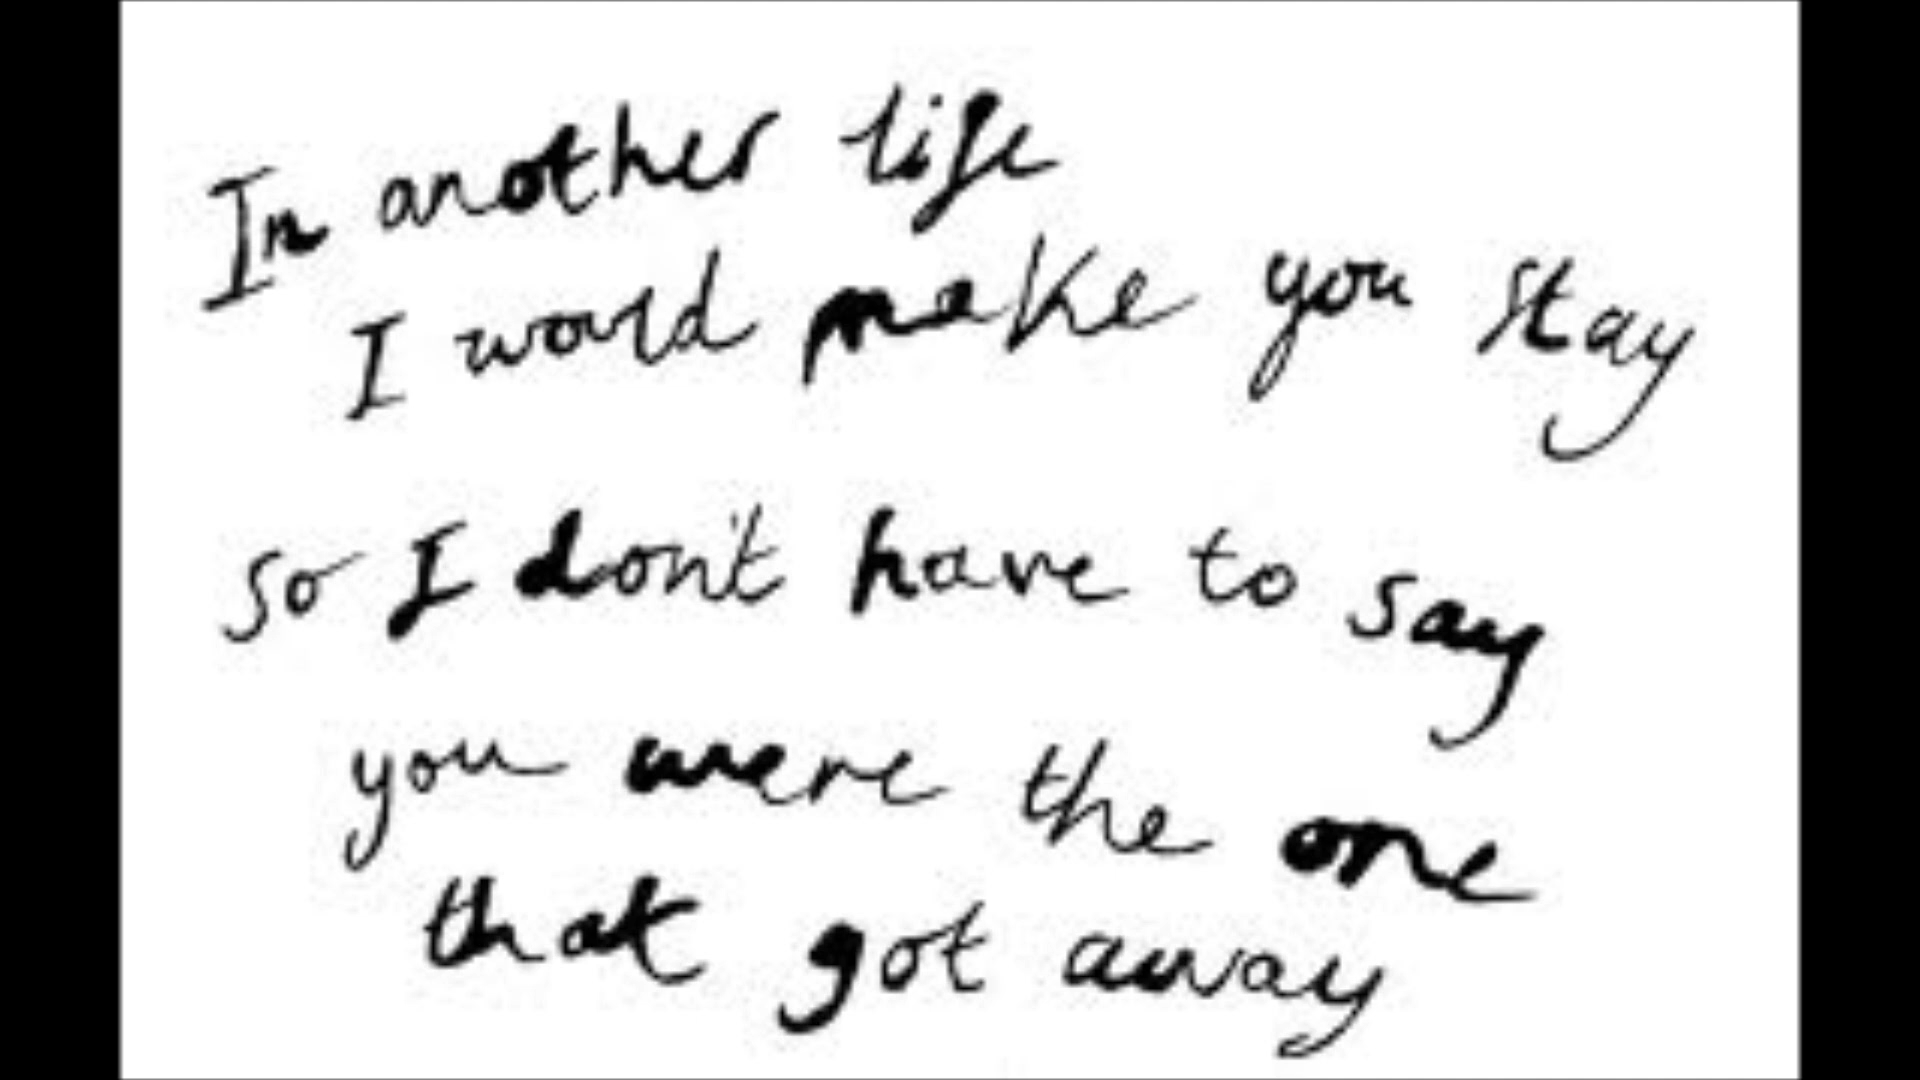 In another life
I would make you stay
so I don't have to say
you were the one
that got away